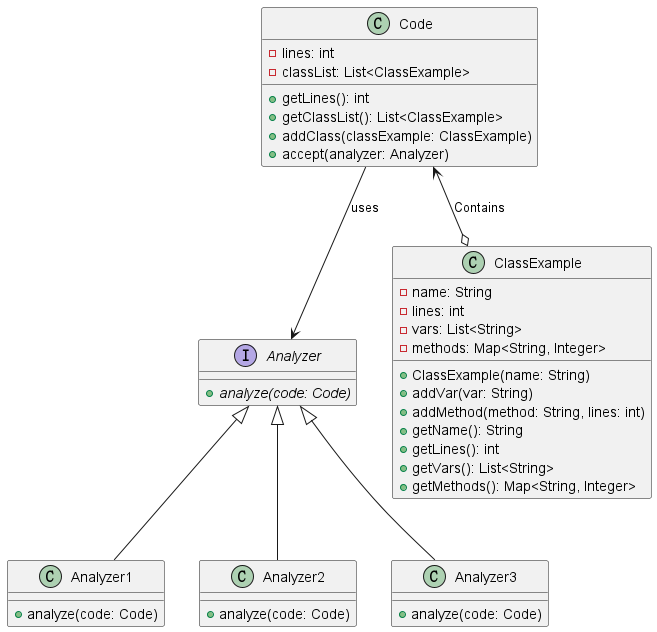 C Code
lines: int
classList: List<ClassExample>
getLines(): int
getClassList(): List<ClassExample>
addClass(classExample: ClassExample)
accept(analyzer: Analyzer)
uses
Contains
C ClassExample
name: String
lines: int
vars: List<String>
methods: Map<String, Integer>
ClassExample(name: String)
addVar(var: String)
addMethod(method: String, lines: int)
getName(): String
getLines(): int
getVars(): List<String>
getMethods(): Map<String, Integer>
I Analyzer
analyze(code: Code)
C Analyzer1
analyze(code: Code)
C Analyzer2
analyze(code: Code)
C Analyzer3
analyze(code: Code)